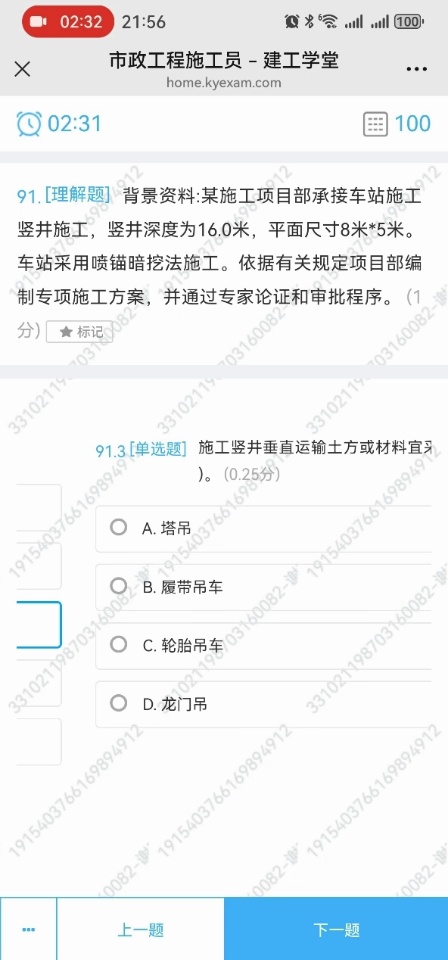 02:32 21:56 100
市政工程施工员 – 建工学堂
home.kyexam.com
02:31 100
91.[理解题] 背景资料:某施工项目部承接车站施工
竖井施工，竖井深度为16.0米，平面尺寸8米*5米。
车站采用喷锚暗挖法施工。依据有关规定项目部编
制专项施工方案，并通过专家论证和审批程序。(1
分) ★ 标记
91.3[单选题] 施工竖井垂直运输土方或材料宜采
)。(0.25分)
A. 塔吊
B. 履带吊车
C. 轮胎吊车
D. 龙门吊
上一题 下一题